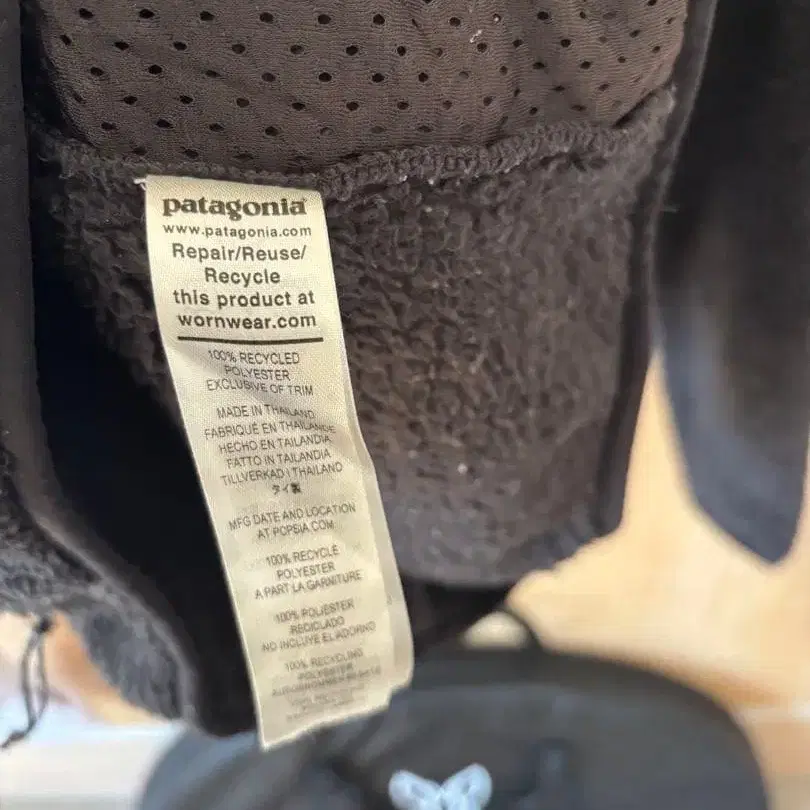 patagonia
www.patagonia.com
Repair/Reuse/
Recycle
this product at
wornwear.com
100% RECYCLED
POLYESTER
EXCLUSIVE OF TRIM
MADE IN THAILAND
FABRIQUÉ EN THAILANDE
HECHO EN TAILANDIA
FATTO IN TAILANDIA
TILLVERKAD I THAILAND
タイ製
MFG DATE AND LOCATION
AT POPSIA.COM
100% RECYCLÉ
POLYESTER
A PART LA GARNITURE
100% POLIESTER
RECICLADO
NO INCLUYE EL ADORNO
100% RECYCLING
POLYESTER